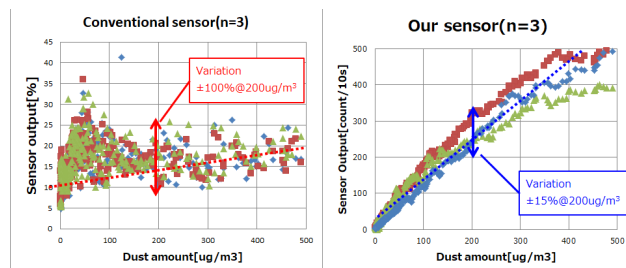 Conventional sensor(n=3)
Sensor output[%]
45
40
35
30
25
20
15
10
5
0
0
100
200
300
400
500
Dust amount[ug/m3]
Variation
±100%@200ug/m³
Our sensor(n=3)
Sensor Output[count/10s]
500
400
300
200
100
0
0
100
200
300
400
500
Dust amount[ug/m3]
Variation
±15%@200ug/m³